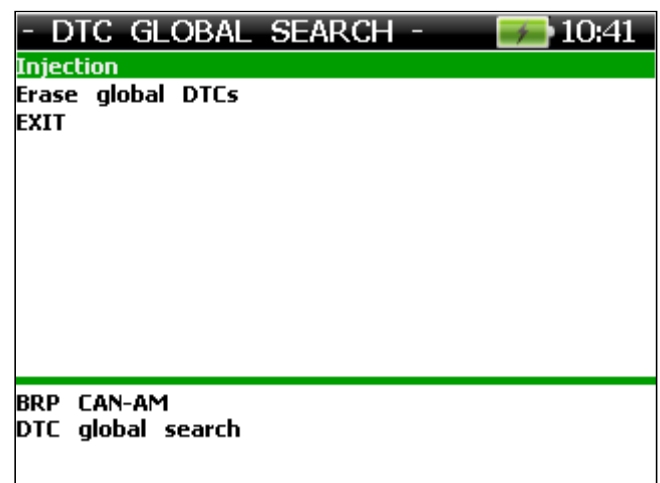 - DTC GLOBAL SEARCH - 10:41
Injection
Erase global DTCs
EXIT
BRP CAN-AM
DTC global search